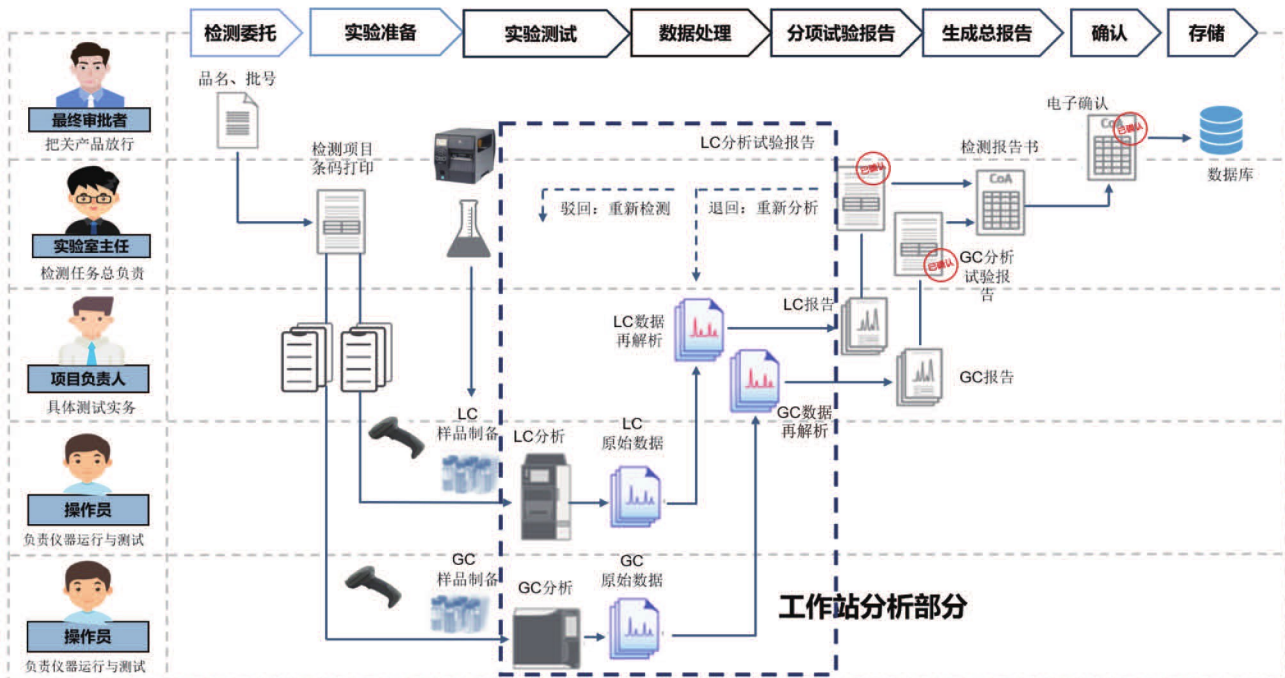 检测委托
实验准备
实验测试
数据处理
分项试验报告
生成总报告
确认
存储
最终审批者
把关产品放行
品名、批号
检测项目
条码打印
LC分析试验报告
检测报告书
电子确认
CoA
已确认
数据库
实验室主任
检测任务总负责
驳回：重新检测
退回：重新分析
已确认
CoA
已确认
GC分析
试验报
告
项目负责人
具体测试实务
LC数据
再解析
LC报告
GC数据
再解析
GC报告
操作员
负责仪器运行与测试
LC
样品制备
LC分析
LC
原始数据
操作员
负责仪器运行与测试
GC
样品制备
GC分析
GC
原始数据
工作站分析部分